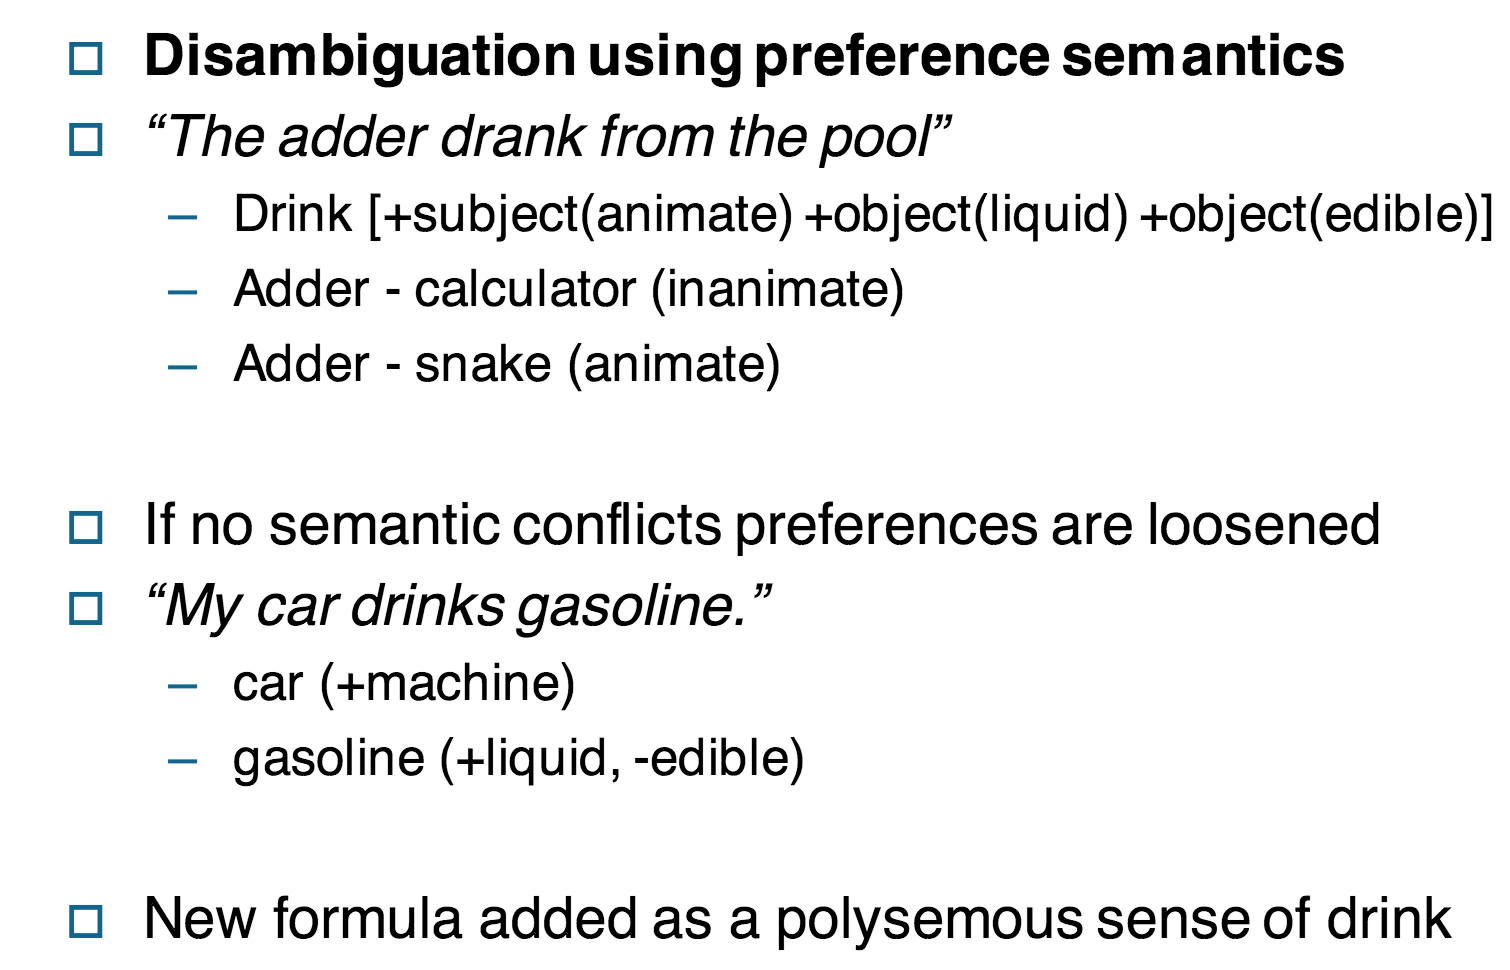 Disambiguation using preference semantics
“The adder drank from the pool”
– Drink [+subject(animate) +object(liquid) +object(edible)]
– Adder - calculator (inanimate)
– Adder - snake (animate)
If no semantic conflicts preferences are loosened
“My car drinks gasoline.”
– car (+machine)
– gasoline (+liquid, -edible)
New formula added as a polysemous sense of drink